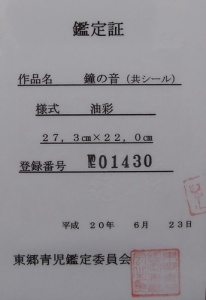 鑑定証
作品名 鐘の音（共シール）
様式 油彩
27,3㎝×22,0㎝
登録番号 №01430
平成 20年 6月 23日
東郷青児鑑定委員会